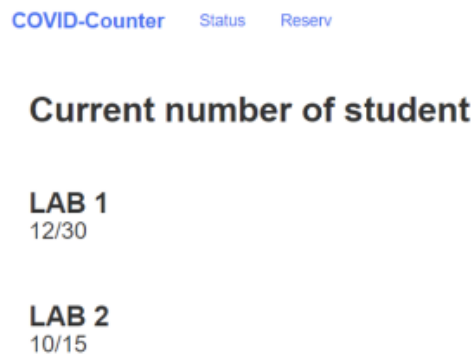 COVID-Counter Status Reserv
Current number of student
LAB 1
12/30
LAB 2
10/15